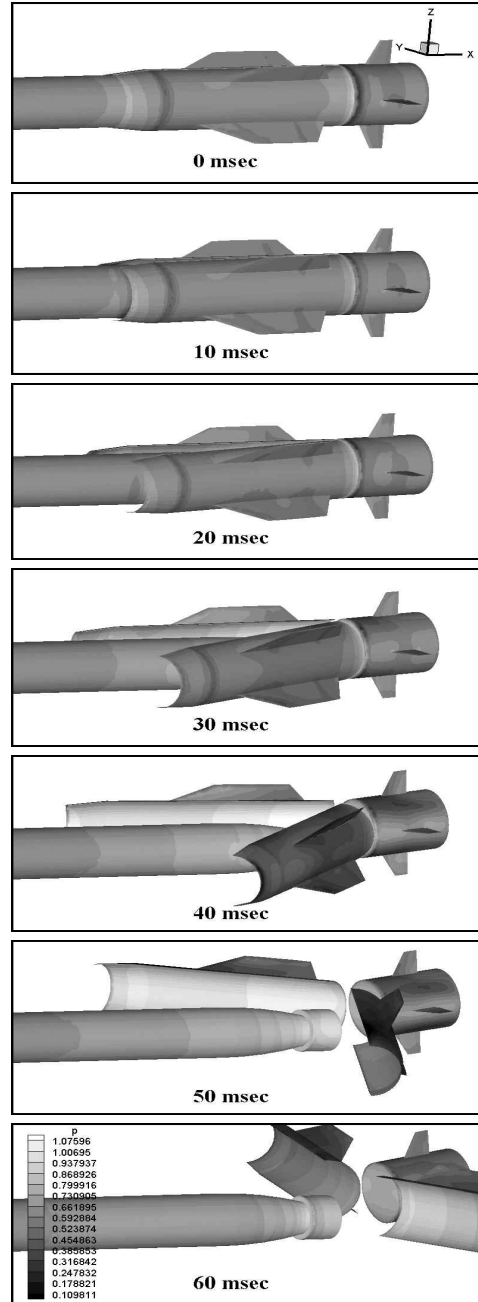 Z
Y
X
0 msec
10 msec
20 msec
30 msec
40 msec
50 msec
p
1.07596
1.00695
0.937937
0.868926
0.799916
0.730905
0.661895
0.592884
0.523874
0.454863
0.385853
0.316842
0.247832
0.178821
0.109811
60 msec